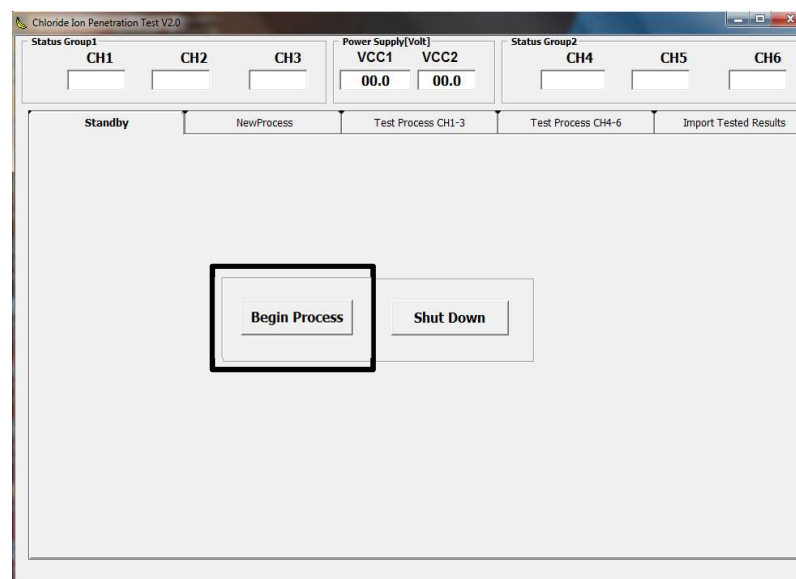 Chloride Ion Penetration Test V2.0
Status Group1
CH1 CH2 CH3
Power Supply[Volt]
VCC1 VCC2
00.0 00.0
Status Group2
CH4 CH5 CH6
Standby NewProcess Test Process CH1-3 Test Process CH4-6 Import Tested Results
Begin Process Shut Down